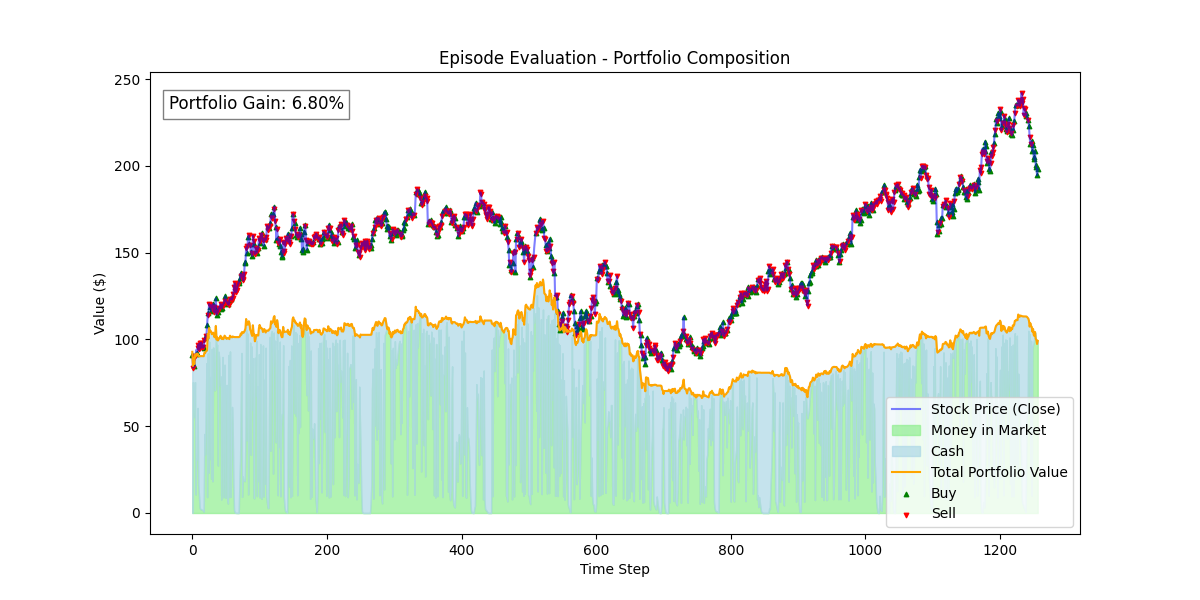 Episode Evaluation - Portfolio Composition
Portfolio Gain: 6.80%
Value ($)
250
200
150
100
50
0
0 200 400 600 800 1000 1200
Time Step
Stock Price (Close)
Money in Market
Cash
Total Portfolio Value
Buy
Sell